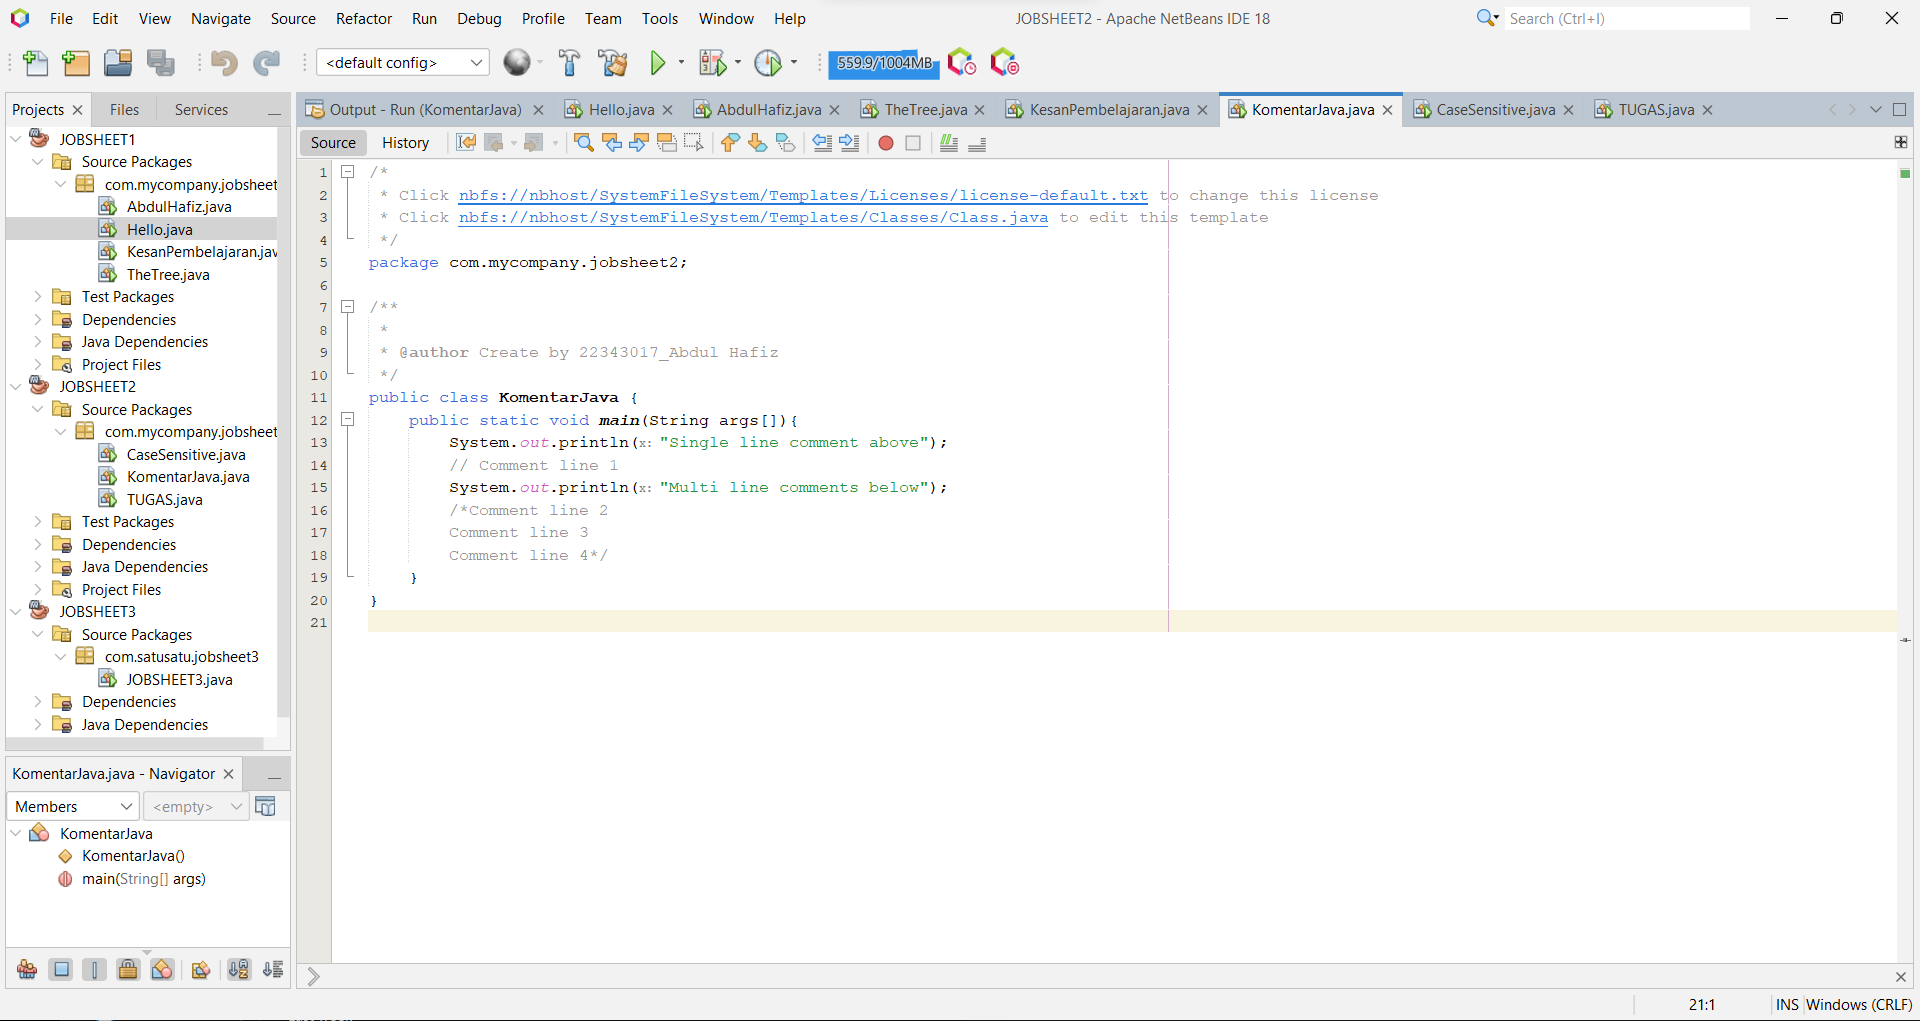 File Edit View Navigate Source Refactor Run Debug Profile Team Tools Window Help
JOBSHEET2 - Apache NetBeans IDE 18
Search (Ctrl+I)
<default config>
559.9/1004MB
Projects Files Services
JOBSHEET1
Source Packages
com.mycompany.jobsheet
AbdulHafiz.java
Hello.java
KesanPembelajaran.jav
TheTree.java
Test Packages
Dependencies
Java Dependencies
Project Files
JOBSHEET2
Source Packages
com.mycompany.jobsheet
CaseSensitive.java
KomentarJava.java
TUGAS.java
Test Packages
Dependencies
Java Dependencies
Project Files
JOBSHEET3
Source Packages
com.satusatu.jobsheet3
JOBSHEET3.java
Dependencies
Java Dependencies
KomentarJava.java - Navigator
Members <empty>
KomentarJava
KomentarJava()
main(String[] args)
Output - Run (KomentarJava) Hello.java AbdulHafiz.java TheTree.java KesanPembelajaran.java KomentarJava.java CaseSensitive.java TUGAS.java
Source History
1 /*
2 * Click nbfs://nbhost/SystemFileSystem/Templates/Licenses/license-default.txt to change this license
3 * Click nbfs://nbhost/SystemFileSystem/Templates/Classes/Class.java to edit this template
4 */
5 package com.mycompany.jobsheet2;
6
7 /**
8 *
9 * @author Create by 22343017_Abdul Hafiz
10 */
11 public class KomentarJava {
12 public static void main(String args[]){
13 System.out.println(x: "Single line comment above");
14 // Comment line 1
15 System.out.println(x: "Multi line comments below");
16 /*Comment line 2
17 Comment line 3
18 Comment line 4*/
19 }
20 }
21
21:1 INS Windows (CRLF)